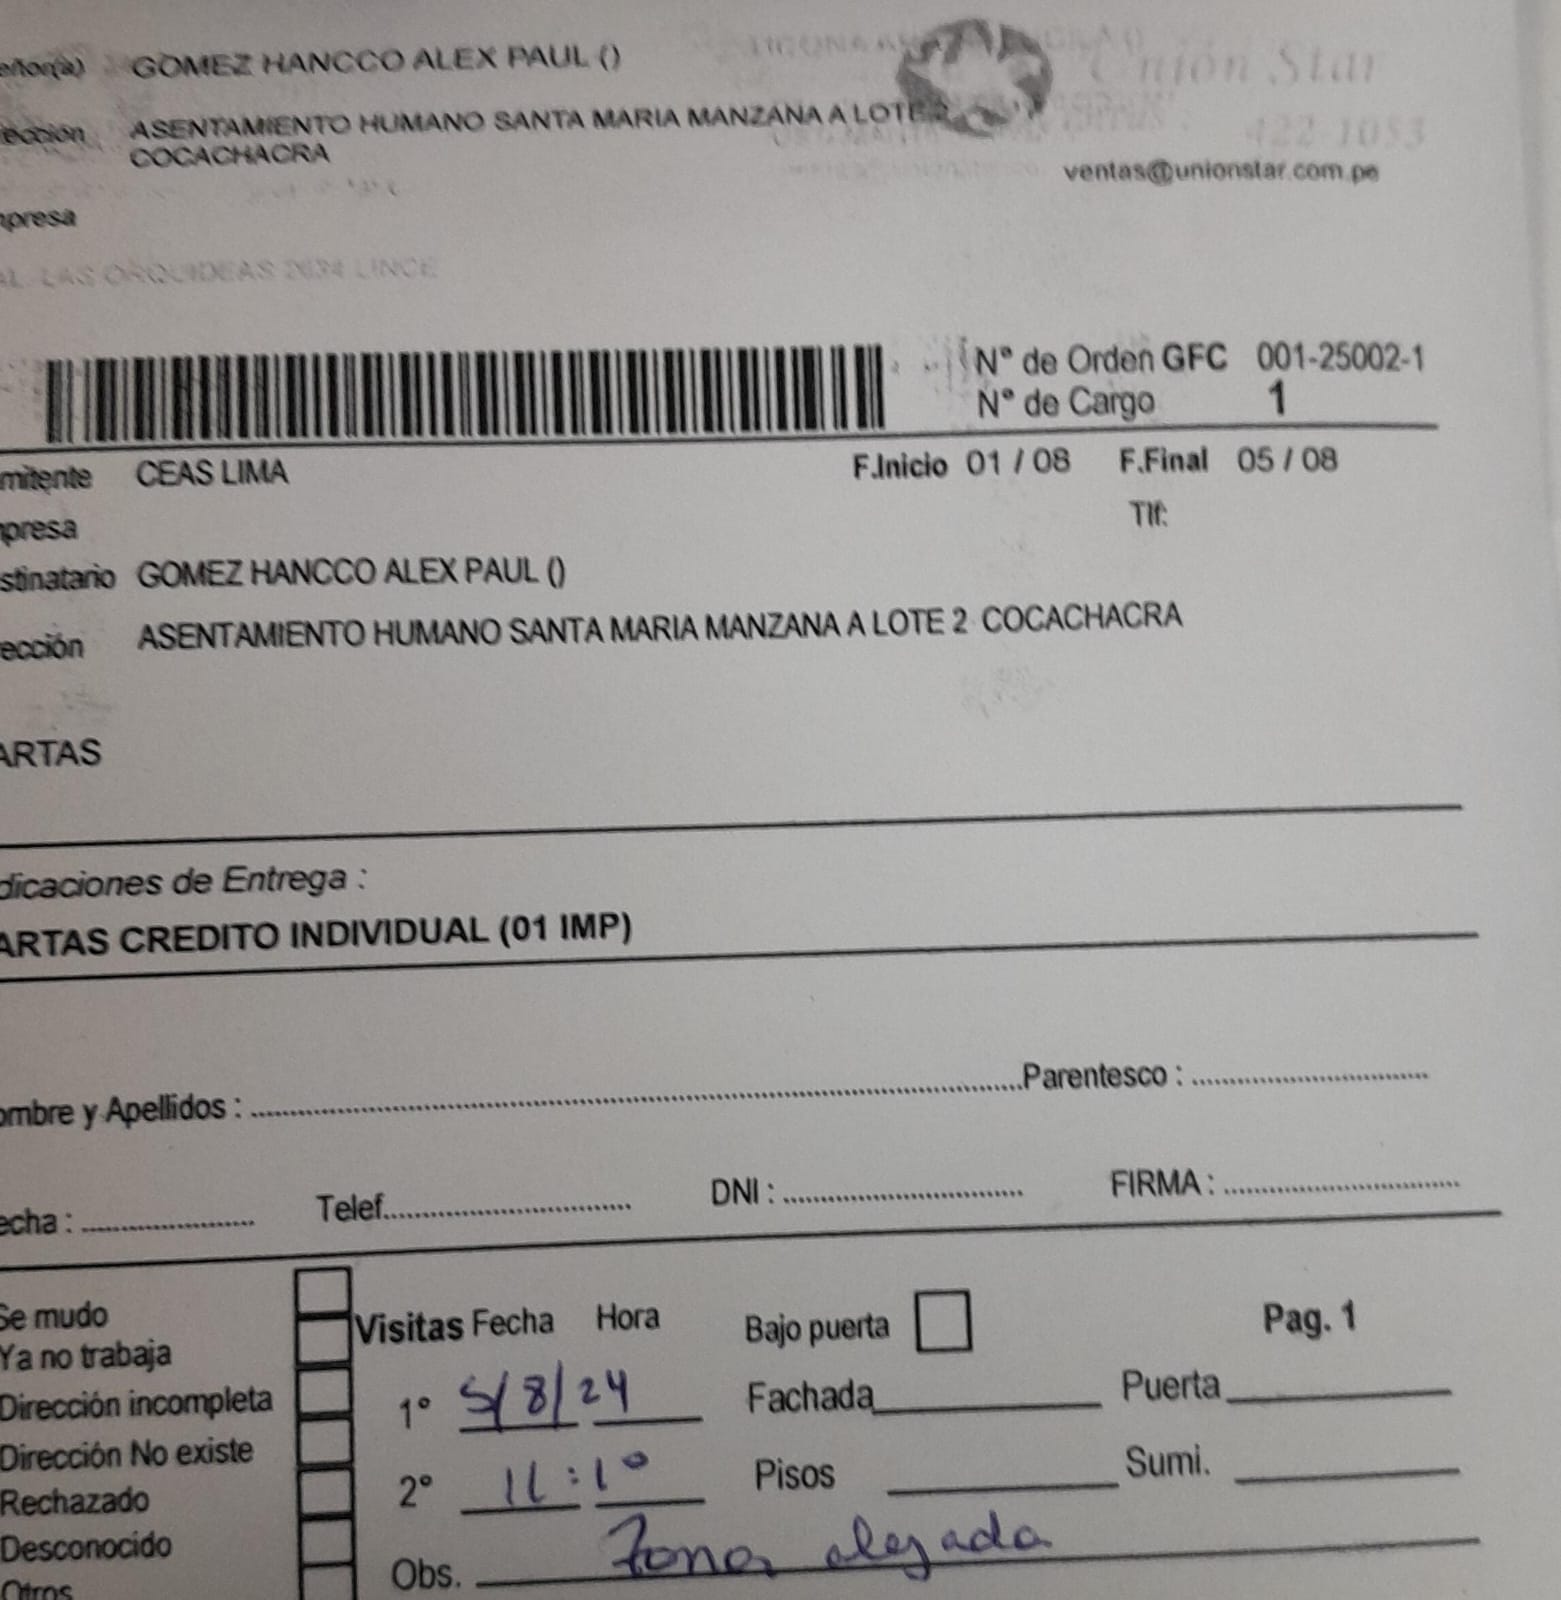 eñor(a) GOMEZ HANCCO ALEX PAUL ()
Unión Star
ección ASENTAMIENTO HUMANO SANTA MARIA MANZANA A LOTE 2
COCACHACRA
422-1053
ventas@unionstar.com.pe
npresa
AL. LAS ORQUIDEAS 2634 LINCE
N° de Orden GFC 001-25002-1
N° de Cargo 1
mitente CEAS LIMA F.Inicio 01 / 08 F.Final 05 / 08
npresa Tlf:
stinatario GOMEZ HANCCO ALEX PAUL ()
ección ASENTAMIENTO HUMANO SANTA MARIA MANZANA A LOTE 2 COCACHACRA
ARTAS
dicaciones de Entrega :
ARTAS CREDITO INDIVIDUAL (01 IMP)
ombre y Apellidos : Parentesco :
echa : Telef. DNI : FIRMA :
Se mudo
Ya no trabaja
Dirección incompleta
Dirección No existe
Rechazado
Desconocido
Otros
Visitas Fecha Hora Bajo puerta Pag. 1
1° 5/8/24 Fachada Puerta
2° 11:10 Pisos Sumi.
Obs. Zona alejada